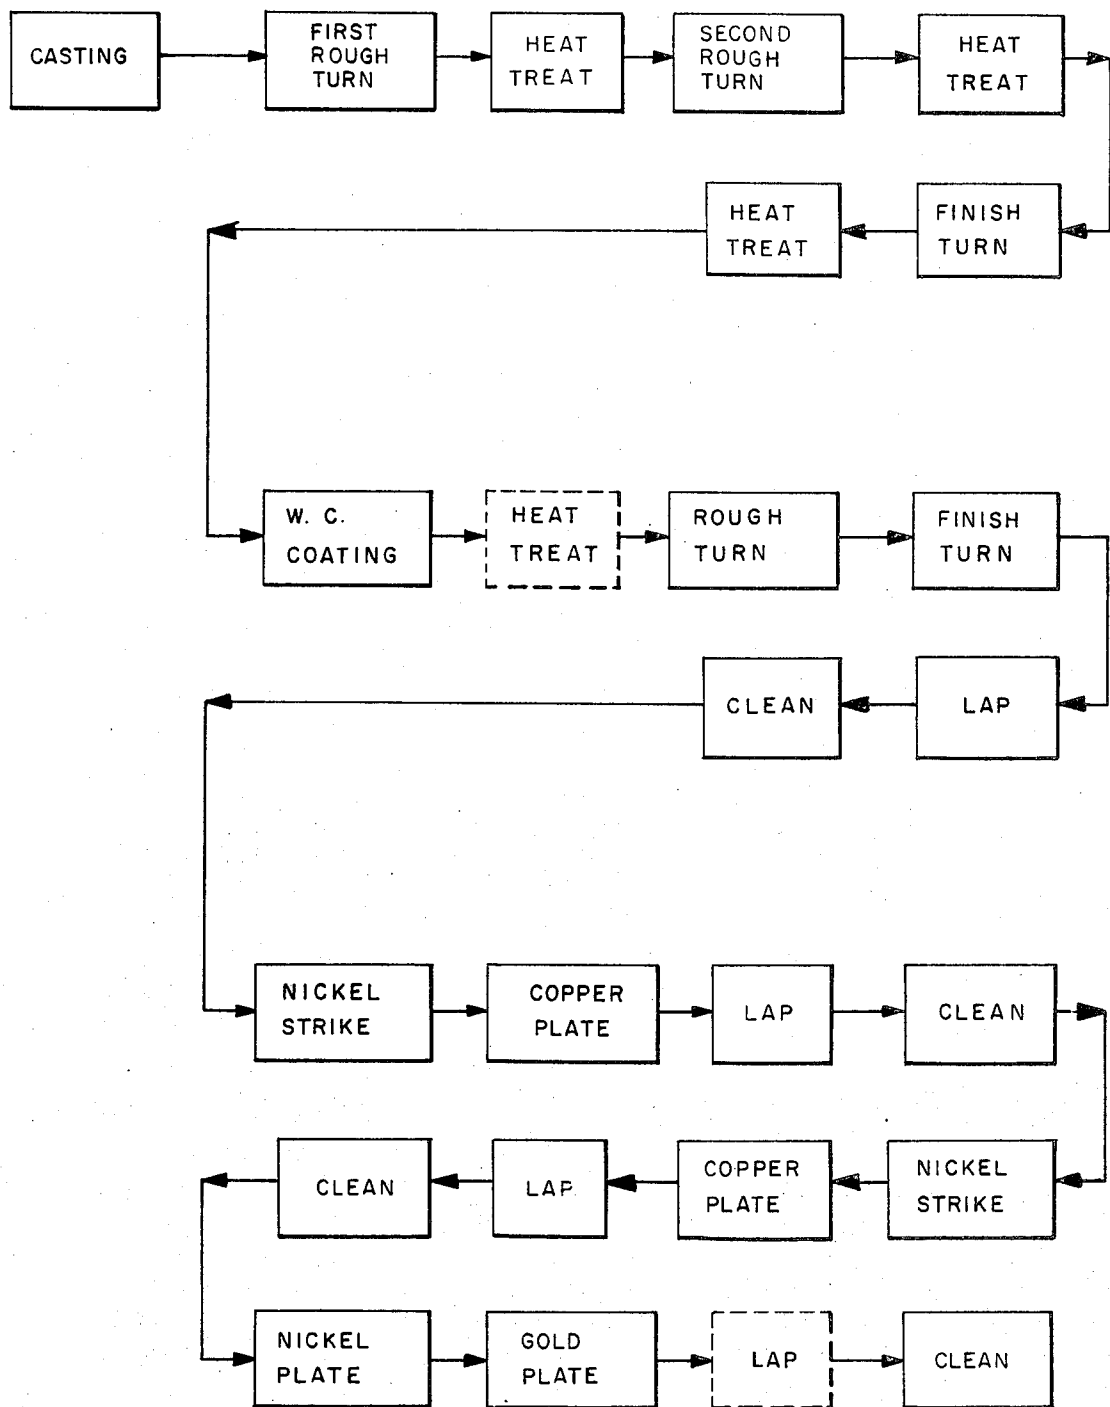 CASTING
FIRST
ROUGH
TURN
HEAT
TREAT
SECOND
ROUGH
TURN
HEAT
TREAT
FINISH
TURN
HEAT
TREAT
W. C.
COATING
HEAT
TREAT
ROUGH
TURN
FINISH
TURN
LAP
CLEAN
NICKEL
STRIKE
COPPER
PLATE
LAP
CLEAN
NICKEL
STRIKE
COPPER
PLATE
LAP
CLEAN
NICKEL
PLATE
GOLD
PLATE
LAP
CLEAN